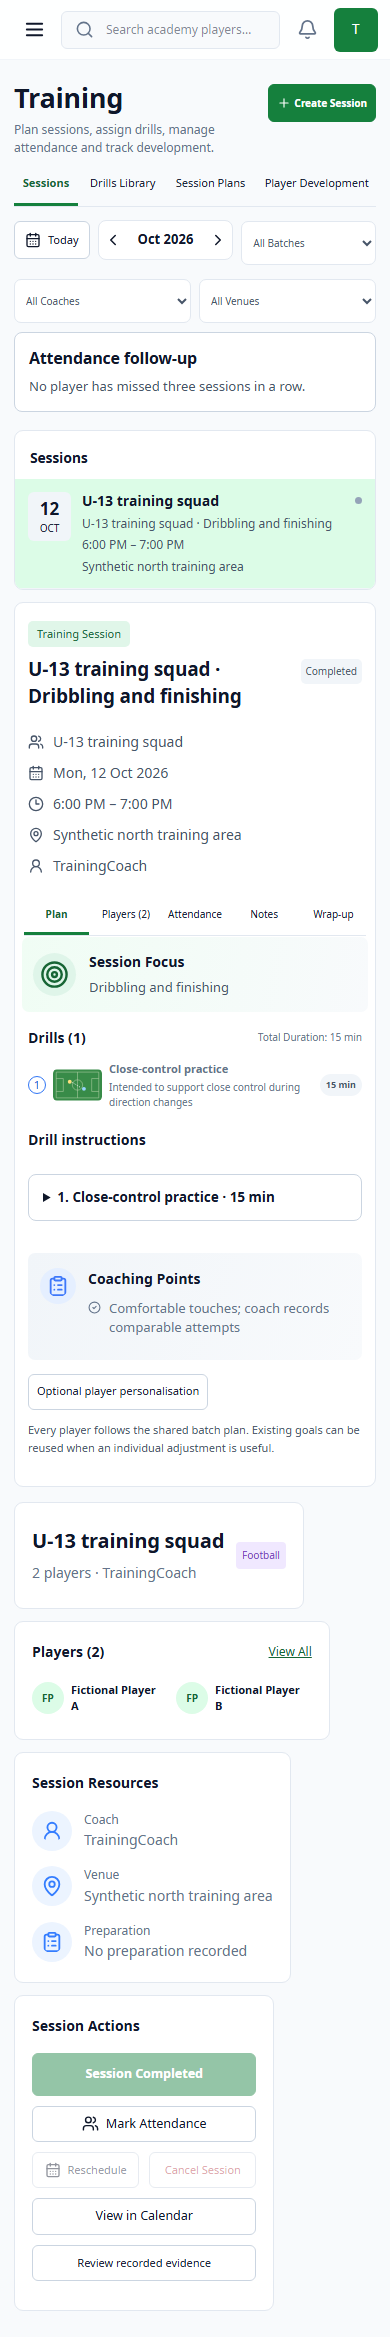 Search academy players...
T
Training
Create Session
Plan sessions, assign drills, manage
attendance and track development.
Sessions
Drills Library
Session Plans
Player Development
Today
Oct 2026
All Batches
All Coaches
All Venues
Attendance follow-up
No player has missed three sessions in a row.
Sessions
12
OCT
U-13 training squad
U-13 training squad · Dribbling and finishing
6:00 PM – 7:00 PM
Synthetic north training area
Training Session
U-13 training squad ·
Dribbling and finishing
Completed
U-13 training squad
Mon, 12 Oct 2026
6:00 PM – 7:00 PM
Synthetic north training area
TrainingCoach
Plan
Players (2)
Attendance
Notes
Wrap-up
Session Focus
Dribbling and finishing
Drills (1)
Total Duration: 15 min
1
Close-control practice
Intended to support close control during
direction changes
15 min
Drill instructions
1. Close-control practice · 15 min
Coaching Points
Comfortable touches; coach records
comparable attempts
Optional player personalisation
Every player follows the shared batch plan. Existing goals can be
reused when an individual adjustment is useful.
U-13 training squad
2 players · TrainingCoach
Football
Players (2)
View All
FP
Fictional Player
A
FP
Fictional Player
B
Session Resources
Coach
TrainingCoach
Venue
Synthetic north training area
Preparation
No preparation recorded
Session Actions
Session Completed
Mark Attendance
Reschedule
Cancel Session
View in Calendar
Review recorded evidence